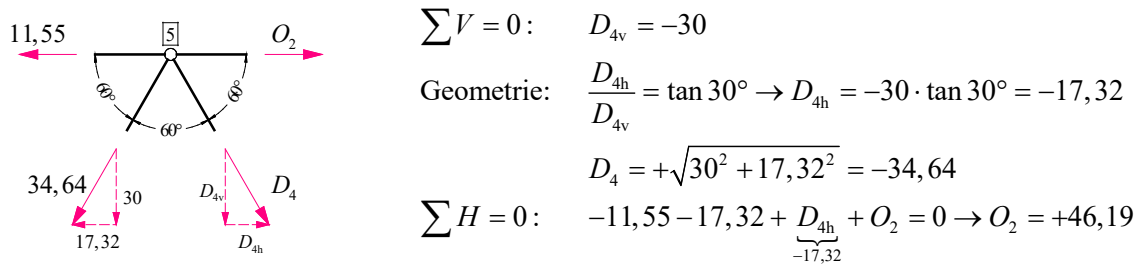 11,55
5
O₂
60°
60°
60°
34,64
30
17,32
D₄ᵥ
D₄
D₄ₕ
∑V = 0: D₄ᵥ = −30
Geometrie: D₄ₕ/D₄ᵥ = tan 30° → D₄ₕ = −30 · tan 30° = −17,32
D₄ = +√(30² + 17,32²) = −34,64
∑H = 0: −11,55 − 17,32 + D₄ₕ + O₂ = 0 → O₂ = +46,19
−17,32